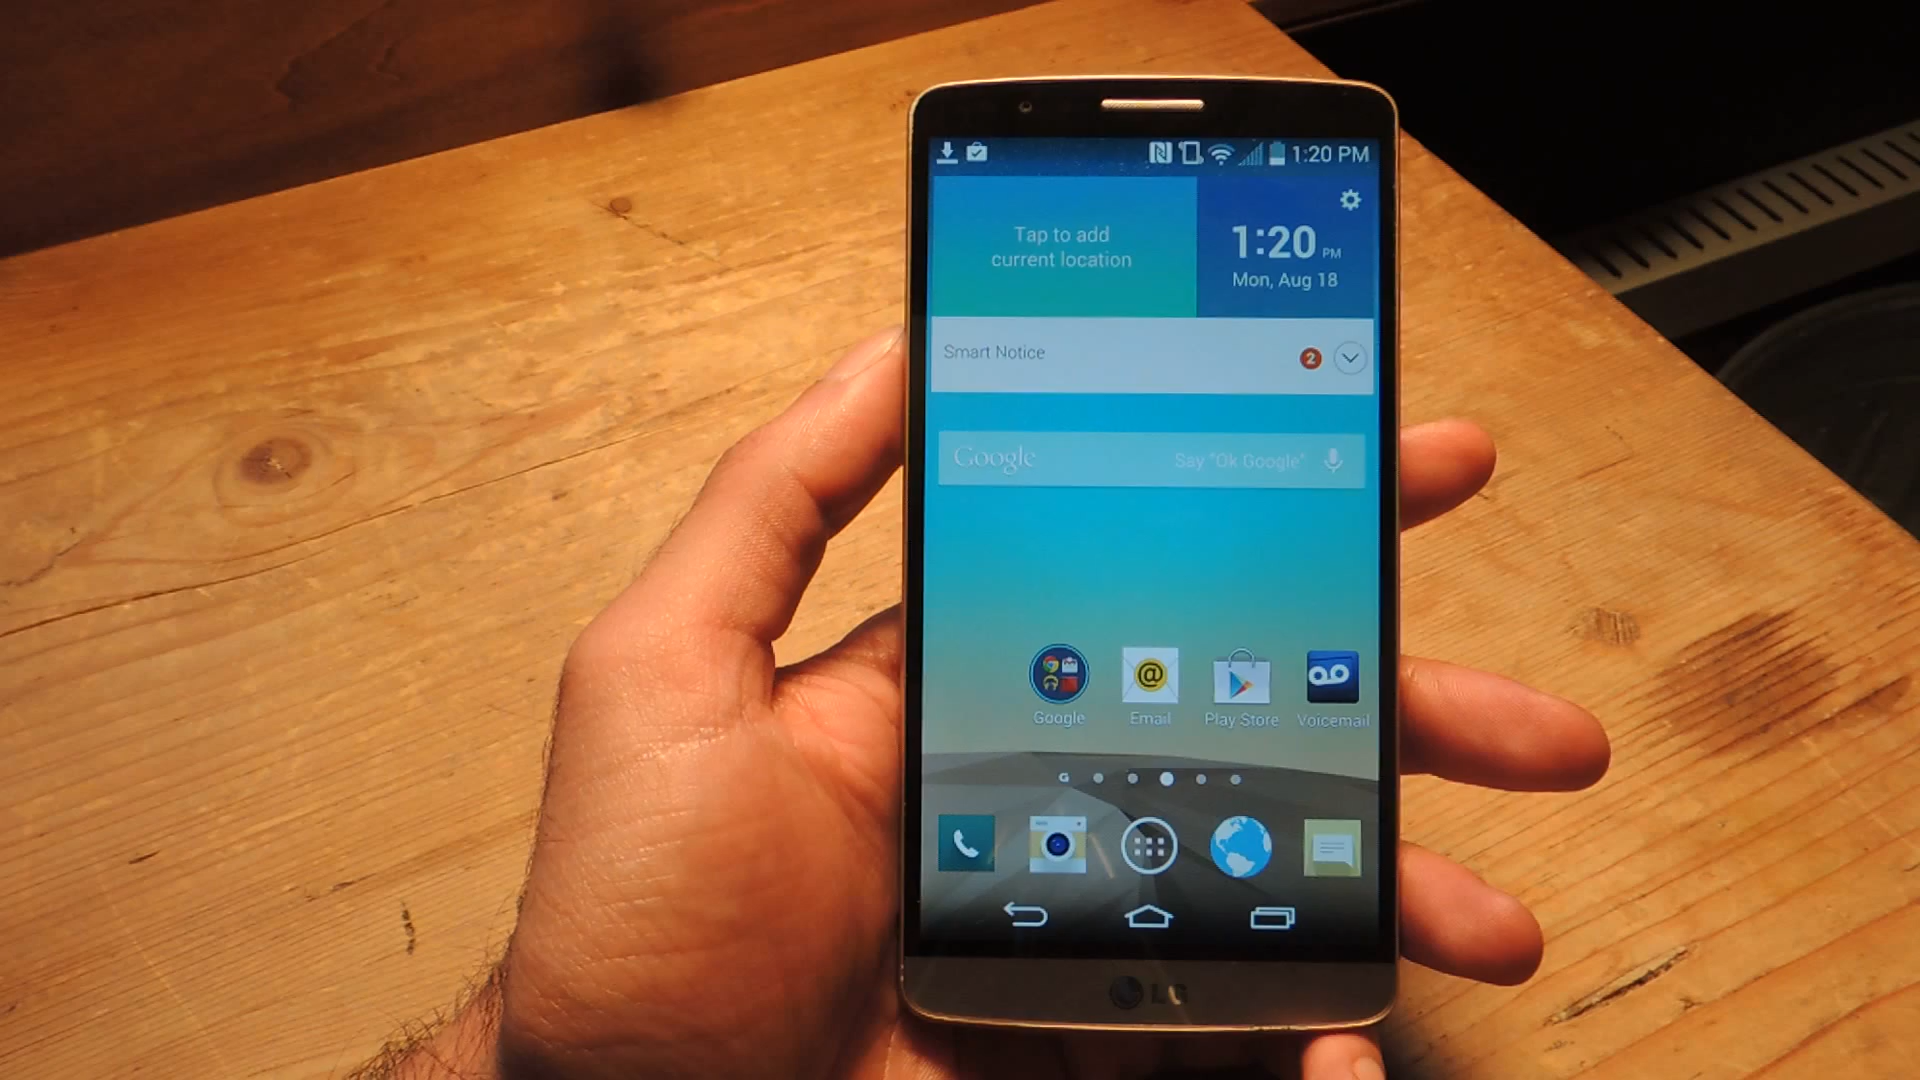 1:20 PM
Tap to add
current location
1:20 PM
Mon, Aug 18
Smart Notice
2
Google
Say "Ok Google"
Google
Email
Play Store
Voicemail
G
LG